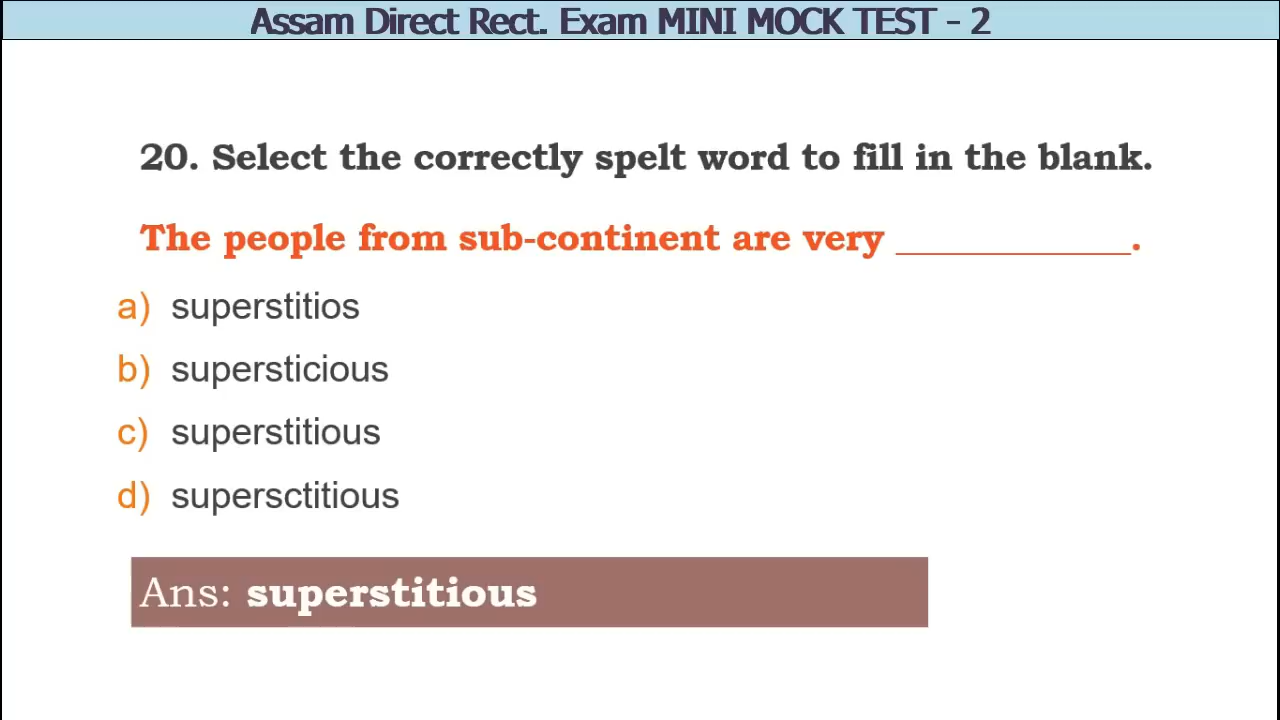 Assam Direct Rect. Exam MINI MOCK TEST - 2
20. Select the correctly spelt word to fill in the blank.
The people from sub-continent are very _____________.
a) superstitios
b) supersticious
c) superstitious
d) supersctitious
Ans: superstitious